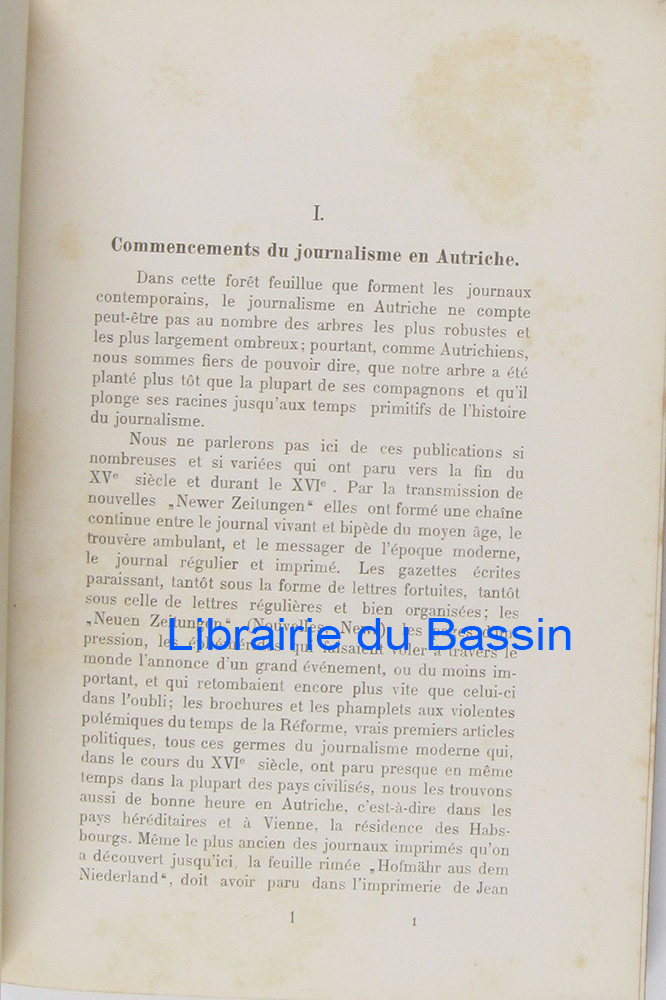 I.
Commencements du journalisme en Autriche.
Dans cette forêt feuillue que forment les journaux
contemporains, le journalisme en Autriche ne compte
peut-être pas au nombre des arbres les plus robustes et
les plus largement ombreux; pourtant, comme Autrichiens,
nous sommes fiers de pouvoir dire, que notre arbre a été
planté plus tôt que la plupart de ses compagnons et qu'il
plonge ses racines jusqu'aux temps primitifs de l'histoire
du journalisme.
Nous ne parlerons pas ici de ces publications si
nombreuses et si variées qui ont paru vers la fin du
XVe siècle et durant le XVIe. Par la transmission de
nouvelles „Newer Zeitungen“ elles ont formé une chaîne
continue entre le journal vivant et bipède du moyen âge, le
trouvère ambulant, et le messager de l'époque moderne,
le journal régulier et imprimé. Les gazettes écrites
paraissant, tantôt sous la forme de lettres fortuites, tantôt
sous celle de lettres régulières et bien organisées; les
„Neuen Zeitungen“ les
Librairie du Bassin
pression, les qui faisaient voler à travers le
monde l'annonce d'un grand événement, ou du moins im-
portant, et qui retombaient encore plus vite que celui-ci
dans l'oubli; les brochures et les phamplets aux violentes
polémiques du temps de la Réforme, vrais premiers articles
politiques, tous ces germes du journalisme moderne qui,
dans le cours du XVIe siècle, ont paru presque en même
temps dans la plupart des pays civilisés, nous les trouvons
aussi de bonne heure en Autriche, c'est-à-dire dans les
pays héréditaires et à Vienne, la résidence des Habs-
bourgs. Même le plus ancien des journaux imprimés qu'on
a découvert jusqu'ici, la feuille rimée „Hofmähr aus dem
Niederland“, doit avoir paru dans l'imprimerie de Jean
1 1